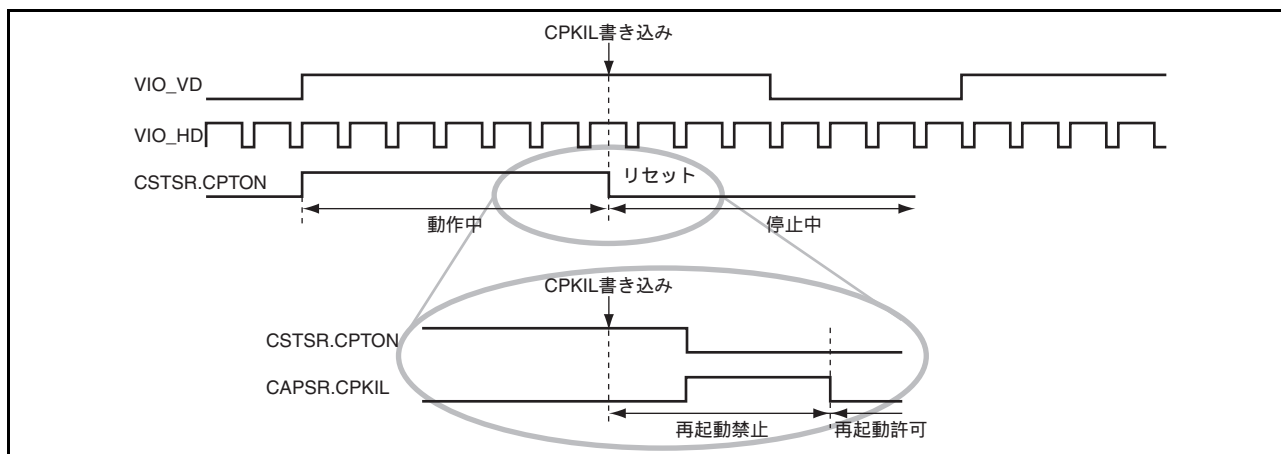 CPKIL書き込み
VIO_VD
VIO_HD
CSTSR.CPTON
リセット
動作中
停止中
CPKIL書き込み
CSTSR.CPTON
CAPSR.CPKIL
再起動禁止
再起動許可